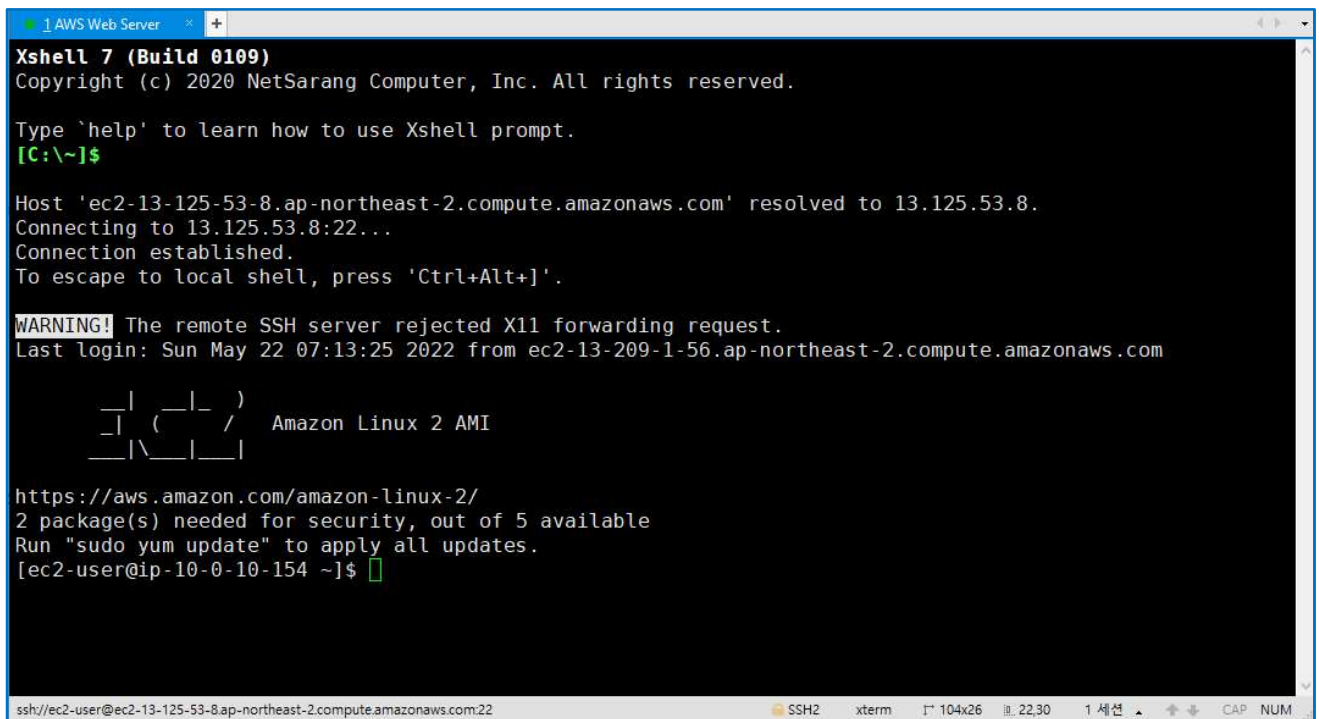 1 AWS Web Server × +
Xshell 7 (Build 0109)
Copyright (c) 2020 NetSarang Computer, Inc. All rights reserved.
Type `help' to learn how to use Xshell prompt.
[C:\~]$
Host 'ec2-13-125-53-8.ap-northeast-2.compute.amazonaws.com' resolved to 13.125.53.8.
Connecting to 13.125.53.8:22...
Connection established.
To escape to local shell, press 'Ctrl+Alt+]'.
WARNING! The remote SSH server rejected X11 forwarding request.
Last login: Sun May 22 07:13:25 2022 from ec2-13-209-1-56.ap-northeast-2.compute.amazonaws.com
       __|  __|_  )
       _|  (     /   Amazon Linux 2 AMI
      ___|\___|___|
https://aws.amazon.com/amazon-linux-2/
2 package(s) needed for security, out of 5 available
Run "sudo yum update" to apply all updates.
[ec2-user@ip-10-0-10-154 ~]$
ssh://ec2-user@ec2-13-125-53-8.ap-northeast-2.compute.amazonaws.com:22 SSH2 xterm 104x26 22,30 1 세션 CAP NUM